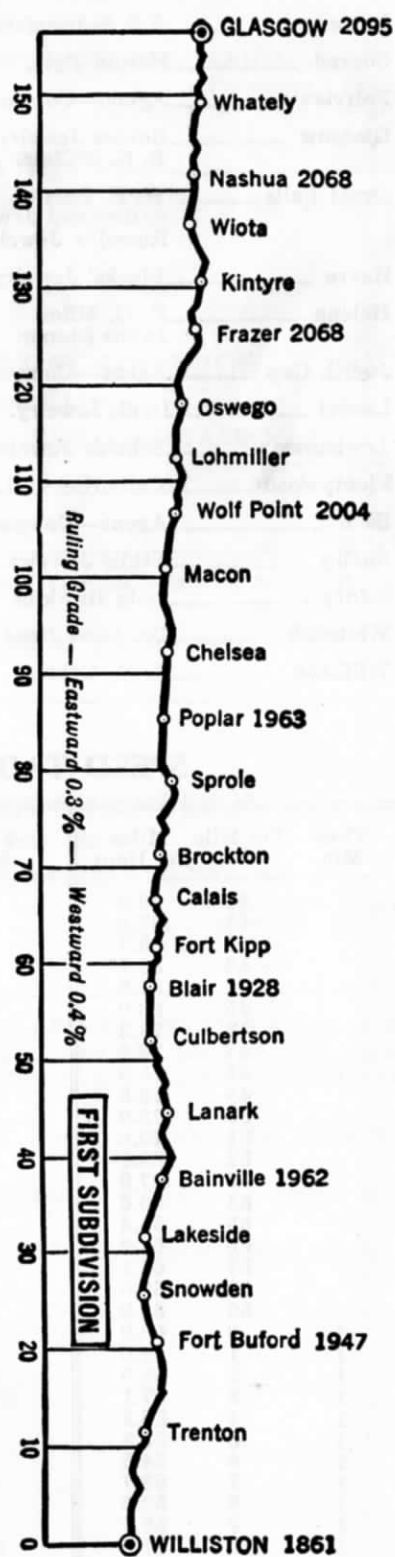 GLASGOW 2095
Whately
Nashua 2068
Wiota
Kintyre
Frazer 2068
Oswego
Lohmiller
Wolf Point 2004
Macon
Chelsea
Poplar 1963
Sprole
Brockton
Calais
Fort Kipp
Blair 1928
Culbertson
Lanark
Bainville 1962
Lakeside
Snowden
Fort Buford 1947
Trenton
WILLISTON 1861
150
140
130
120
110
100
90
80
70
60
50
40
30
20
10
0
Rulling Grade — Eastward 0.3% — Westward 0.4%
FIRST SUBDIVISION